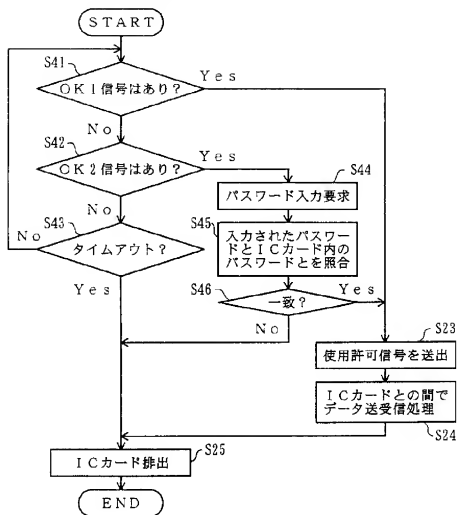 START
S41
OK1信号はあり?
Yes
No
S42
OK2信号はあり?
Yes
No
S44
パスワード入力要求
S43
タイムアウト?
No
Yes
S45
入力されたパスワー
ドとICカード内の
パスワードとを照合
S46
一致?
Yes
No
S23
使用許可信号を送出
ICカードとの間で
データ送受信処理
S24
S25
ICカード排出
END